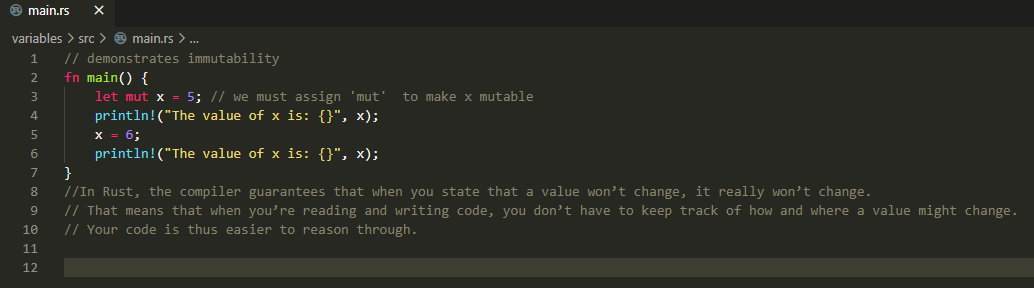 main.rs ×
variables > src > main.rs > ...
1 // demonstrates immutability
2 fn main() {
3 let mut x = 5; // we must assign 'mut'  to make x mutable
4 println!("The value of x is: {}", x);
5 x = 6;
6 println!("The value of x is: {}", x);
7 }
8 //In Rust, the compiler guarantees that when you state that a value won’t change, it really won’t change.
9 // That means that when you’re reading and writing code, you don’t have to keep track of how and where a value might change.
10 // Your code is thus easier to reason through.
11
12